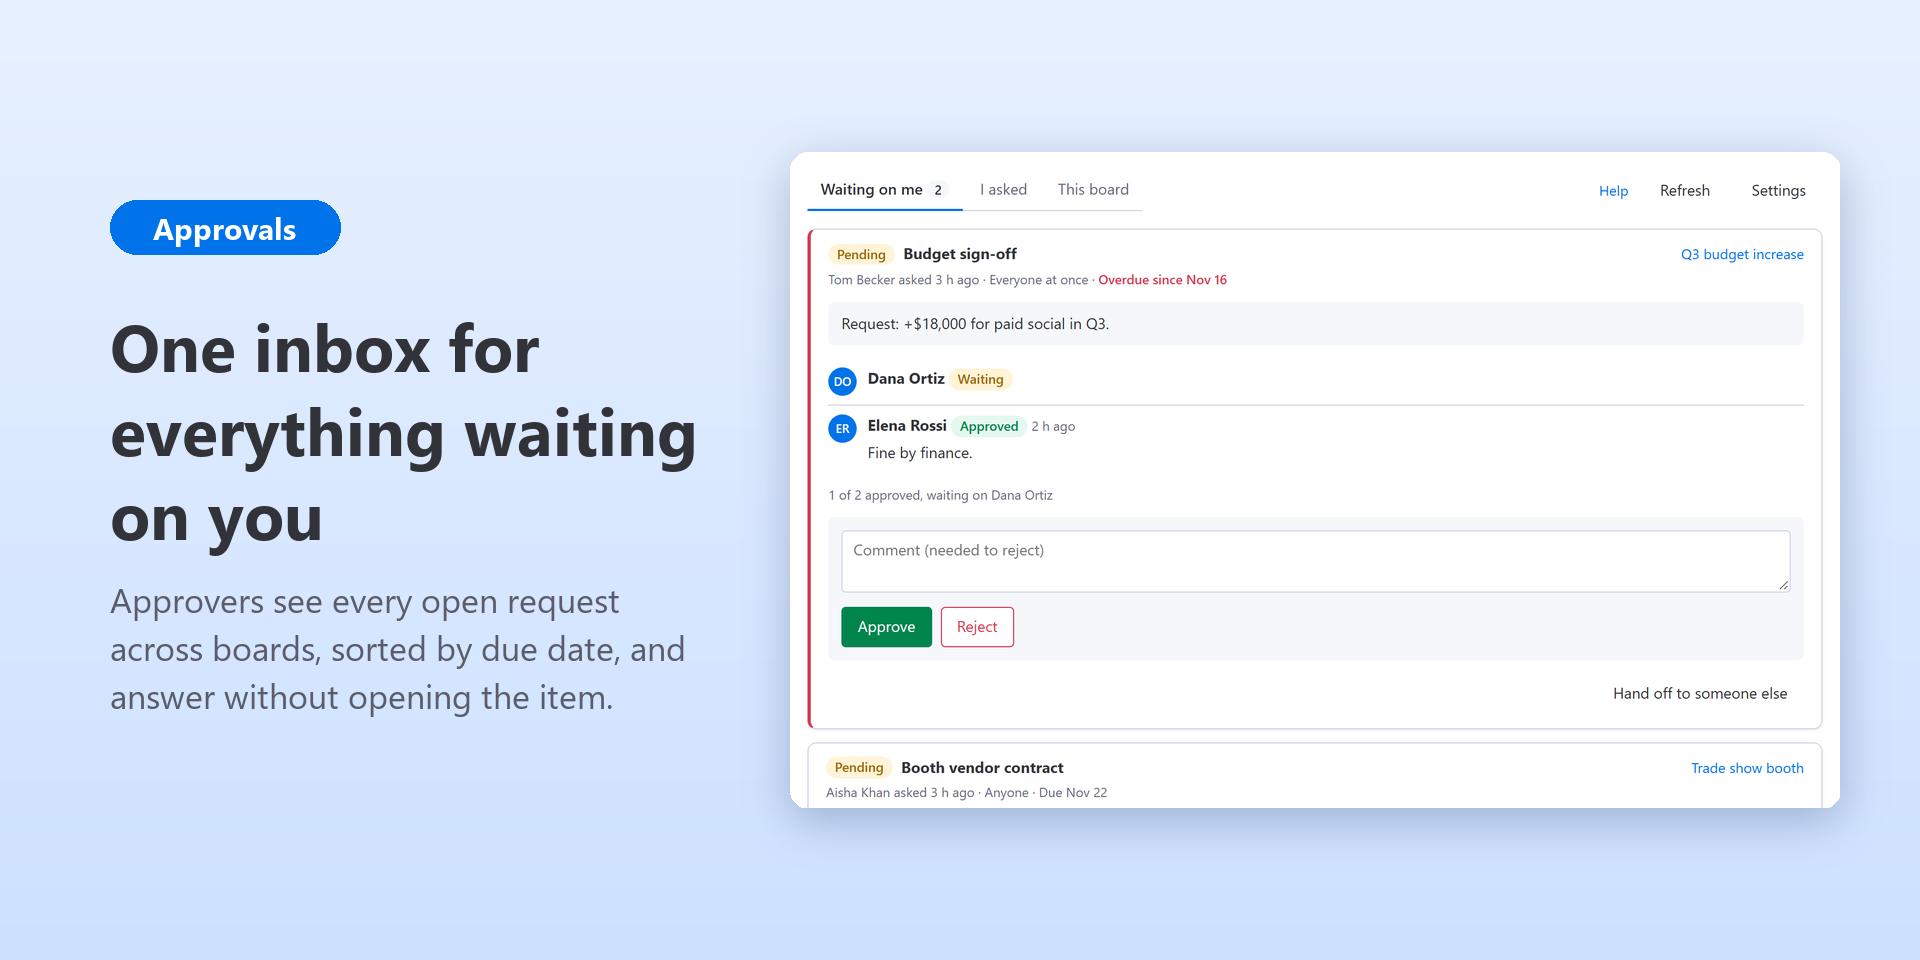 Approvals
One inbox for
everything waiting
on you
Approvers see every open request
across boards, sorted by due date, and
answer without opening the item.
Waiting on me 2 I asked This board Help Refresh Settings
Pending Budget sign-off Q3 budget increase
Tom Becker asked 3 h ago · Everyone at once · Overdue since Nov 16
Request: +$18,000 for paid social in Q3.
DO Dana Ortiz Waiting
ER Elena Rossi Approved 2 h ago
Fine by finance.
1 of 2 approved, waiting on Dana Ortiz
Comment (needed to reject)
Approve Reject
Hand off to someone else
Pending Booth vendor contract Trade show booth
Aisha Khan asked 3 h ago · Anyone · Due Nov 22